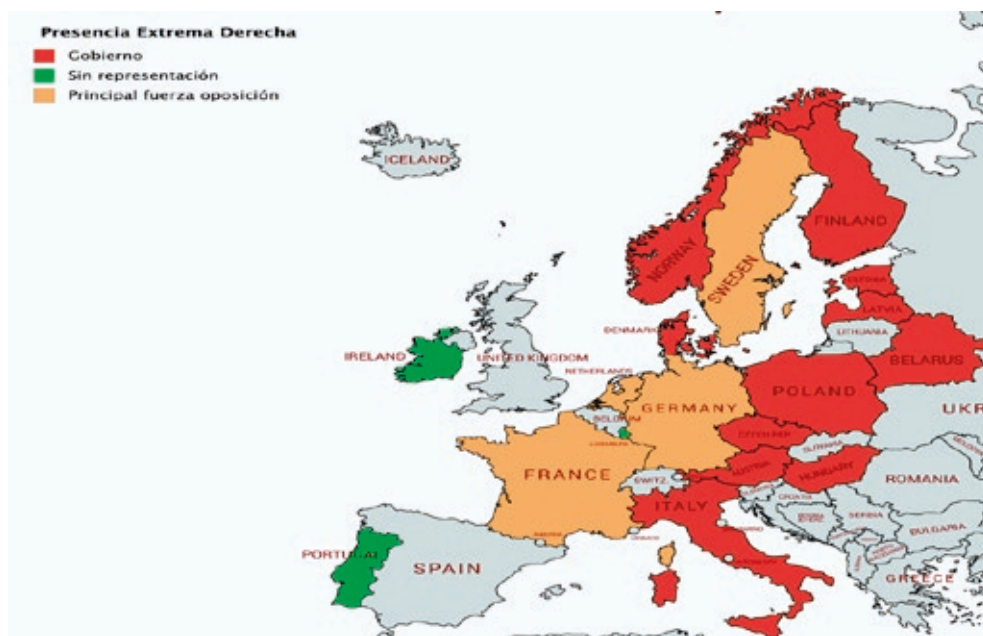 Presencia Extrema Derecha
Gobierno
Sin representación
Principal fuerza oposición
ICELAND
FINLAND
NORWAY
SWEDEN
LATVIA
DENMARK
LITHUANIA
IRELAND
UNITED KINGDOM
BELARUS
NETHERLANDS
POLAND
GERMANY
BELGIUM
UKR
FRANCE
SWITZ.
AUSTRIA
HUNGARY
ROMANIA
ITALY
CROATIA
SERBIA
BULGARIA
PORTUGAL
SPAIN
GREECE